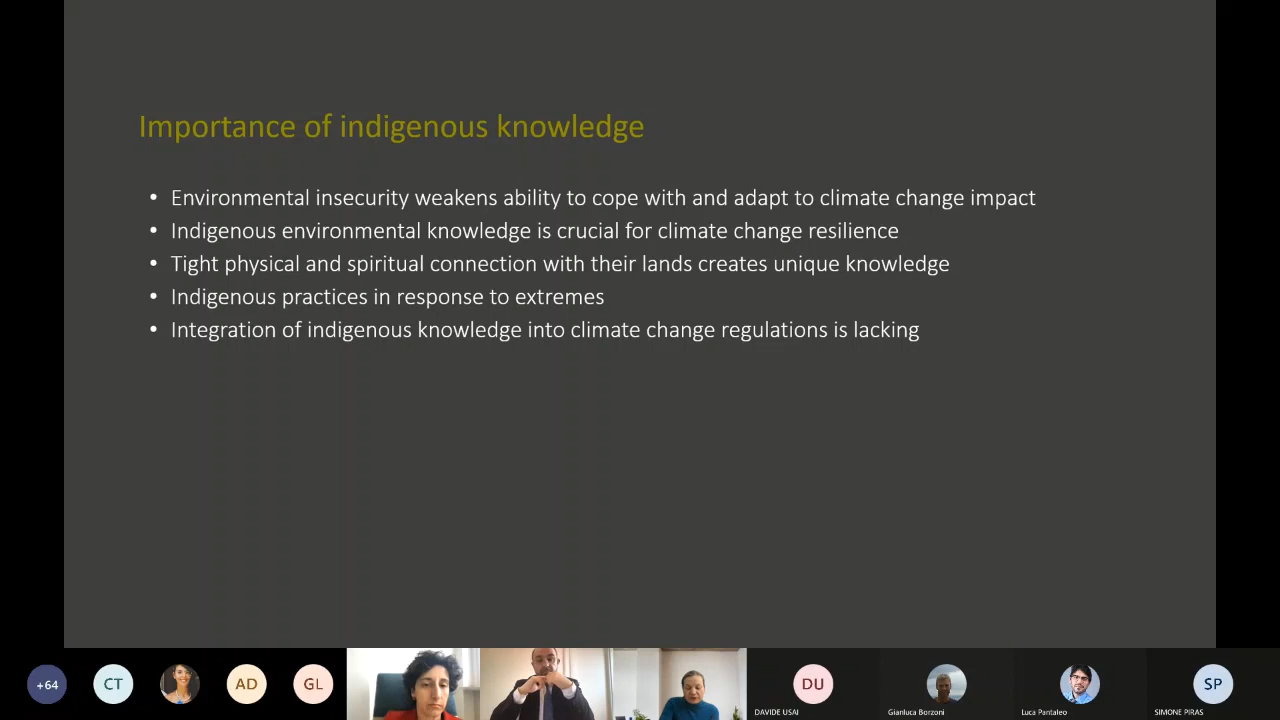 Importance of indigenous knowledge
• Environmental insecurity weakens ability to cope with and adapt to climate change impact
• Indigenous environmental knowledge is crucial for climate change resilience
• Tight physical and spiritual connection with their lands creates unique knowledge
• Indigenous practices in response to extremes
• Integration of indigenous knowledge into climate change regulations is lacking
+64
CT
AD
GL
DU
SP
DAVIDE USAI
Gianluca Borzoni
Luca Pantaleo
SIMONE PIRAS